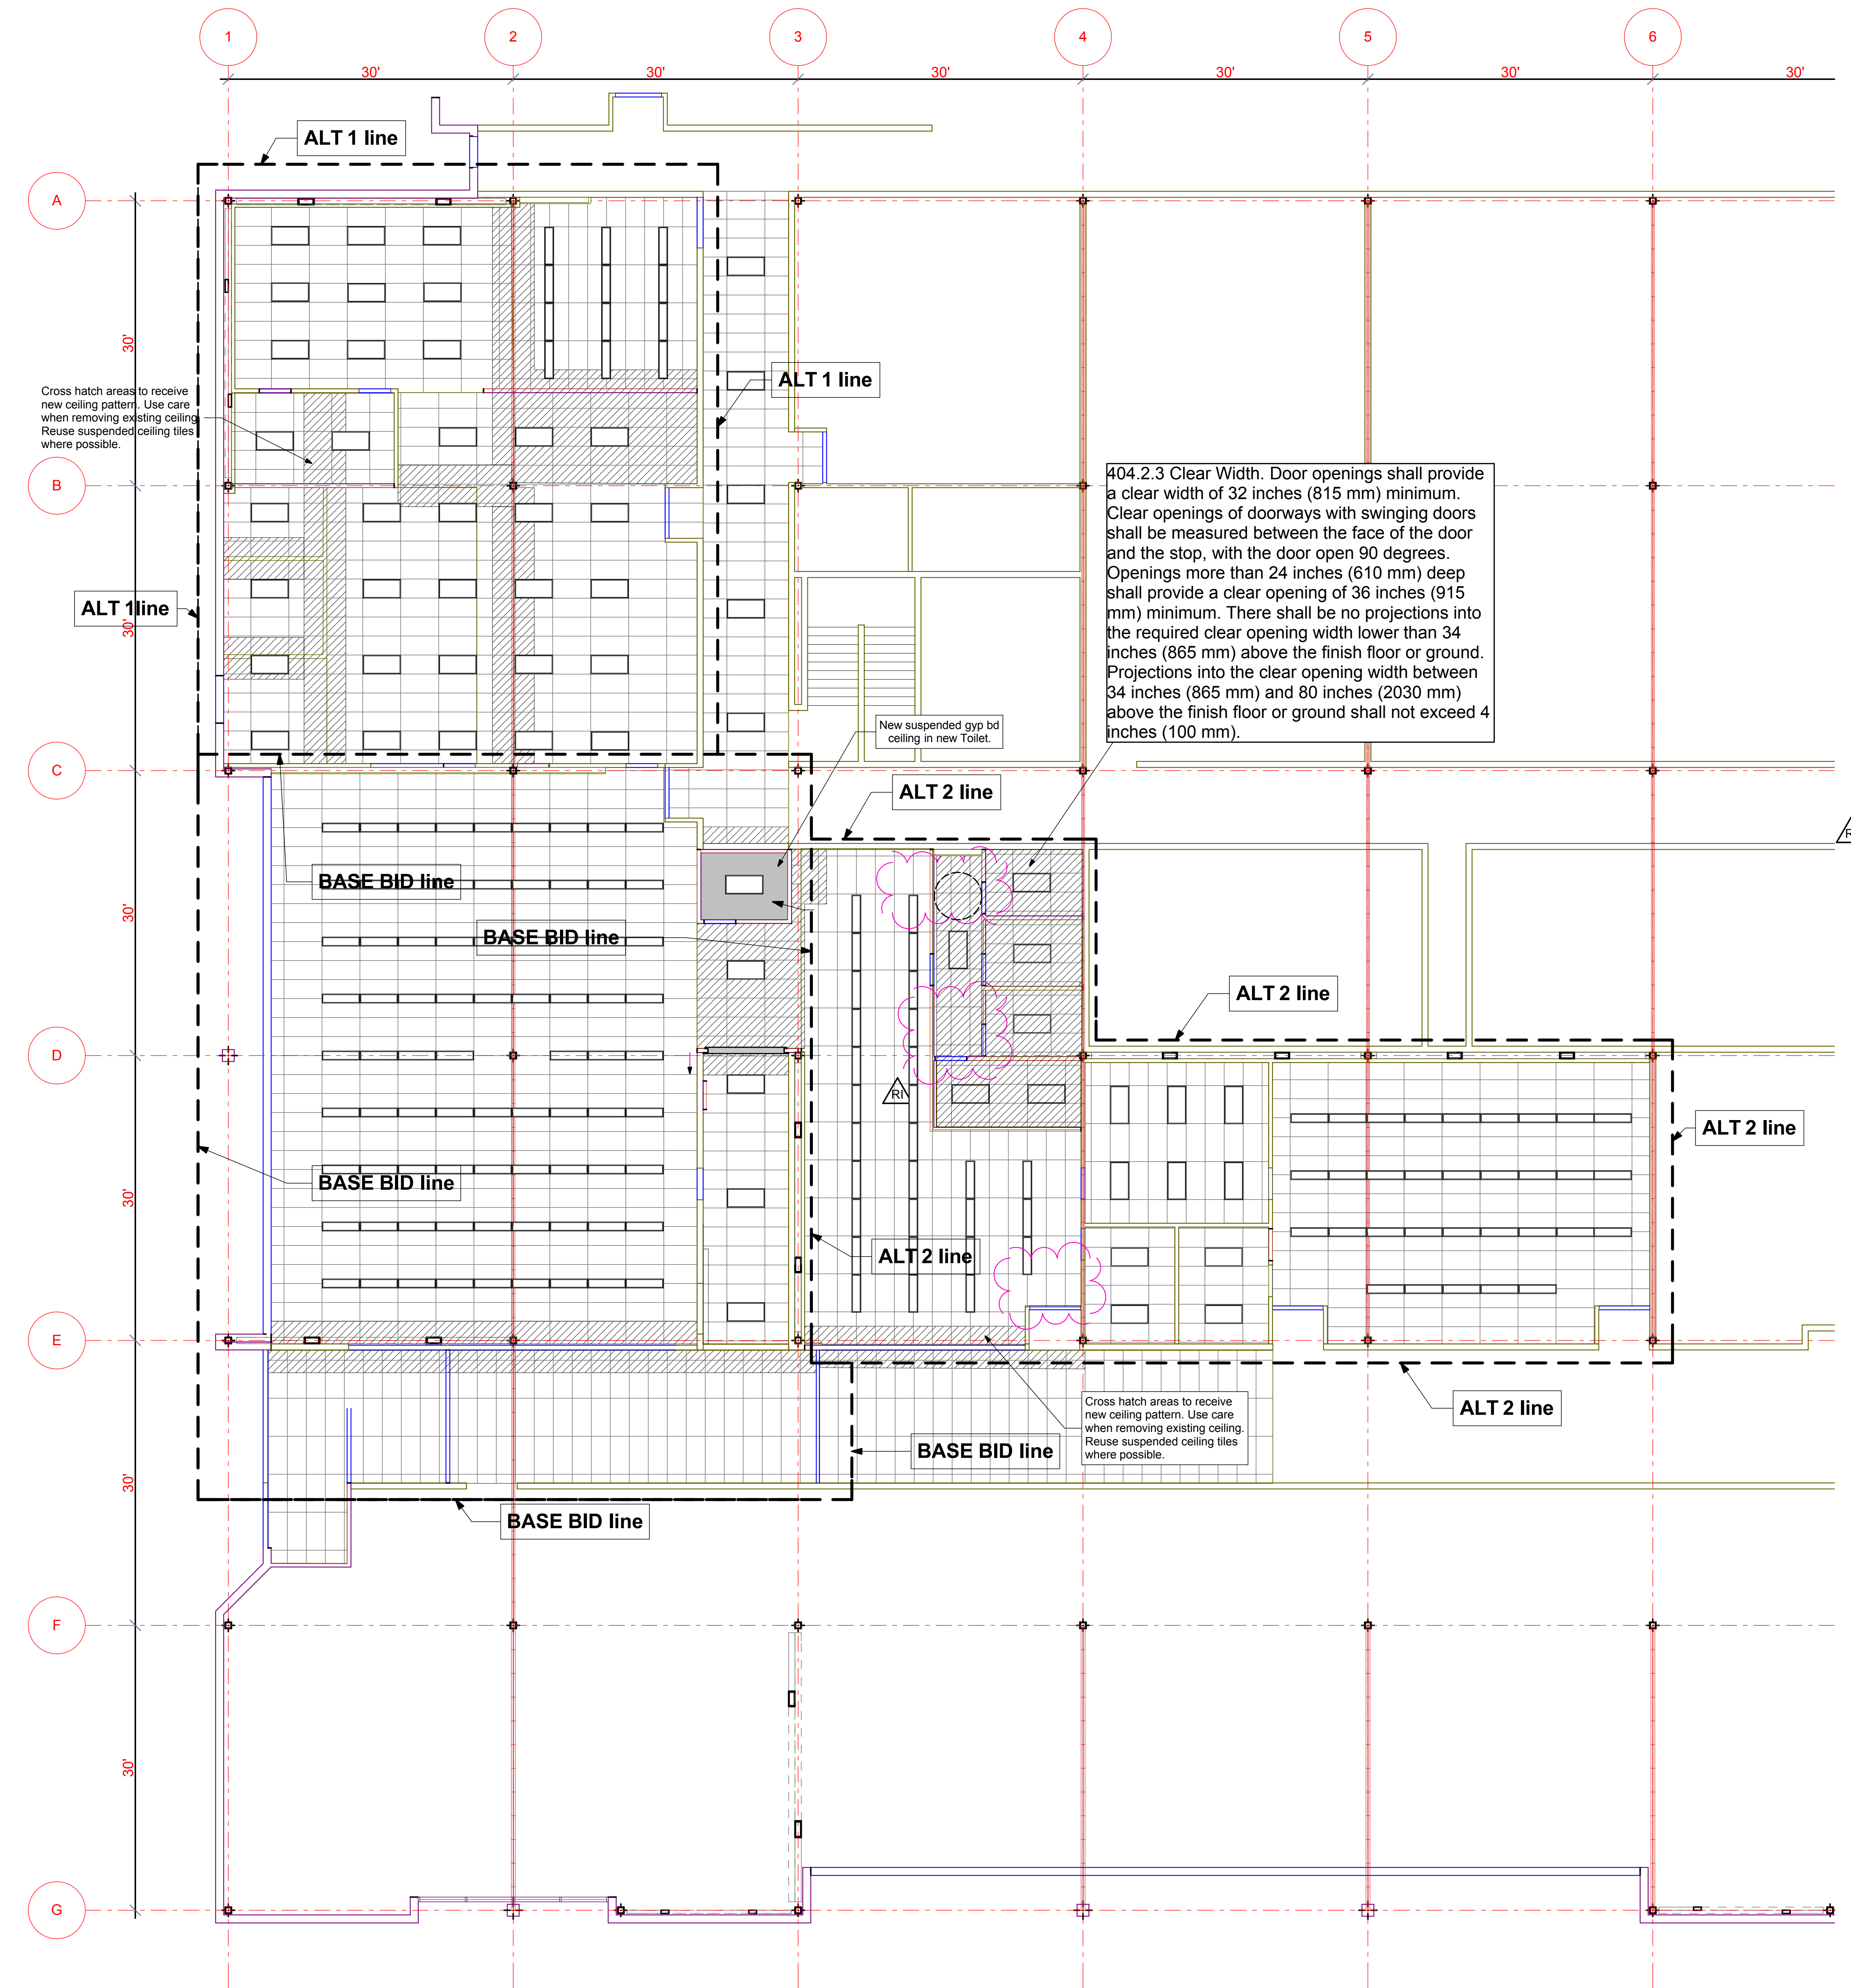 1
2
3
4
5
6
30'
30'
30'
30'
30'
30'
ALT 1 line
A
30'
ALT 1 line
Cross hatch areas to receive
new ceiling pattern. Use care
when removing existing ceiling.
Reuse suspended ceiling tiles
where possible.
B
404.2.3 Clear Width. Door openings shall provide
a clear width of 32 inches (815 mm) minimum.
Clear openings of doorways with swinging doors
shall be measured between the face of the door
and the stop, with the door open 90 degrees.
Openings more than 24 inches (610 mm) deep
shall provide a clear opening of 36 inches (915
mm) minimum. There shall be no projections into
the required clear opening width lower than 34
inches (865 mm) above the finish floor or ground.
Projections into the clear opening width between
34 inches (865 mm) and 80 inches (2030 mm)
above the finish floor or ground shall not exceed 4
inches (100 mm).
ALT 1line
30'
New suspended gyp bd
ceiling in new Toilet.
C
ALT 2 line
BASE BID line
30'
BASE BID line
ALT 2 line
D
RI
ALT 2 line
BASE BID line
30'
ALT 2 line
E
Cross hatch areas to receive
new ceiling pattern. Use care
when removing existing ceiling.
Reuse suspended ceiling tiles
where possible.
ALT 2 line
BASE BID line
30'
BASE BID line
F
30'
G